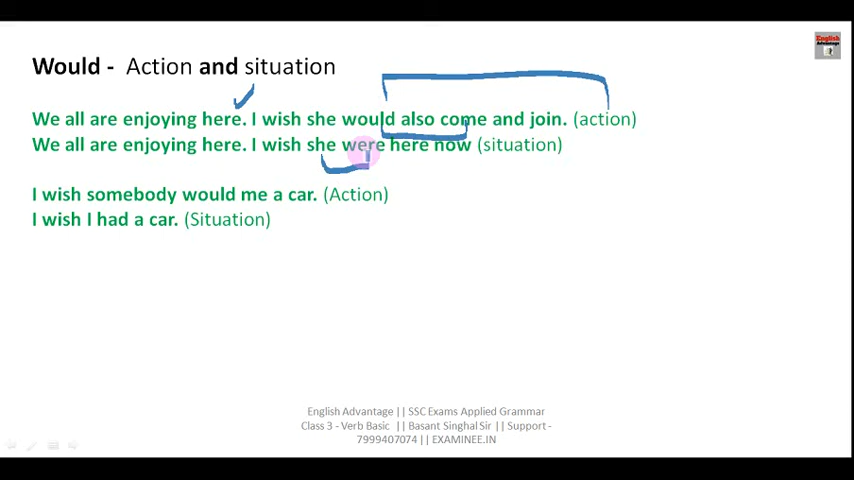 Would - Action and situation
English
Advantage
We all are enjoying here. I wish she would also come and join. (action)
We all are enjoying here. I wish she were here now (situation)
I wish somebody would me a car. (Action)
I wish I had a car. (Situation)
English Advantage || SSC Exams Applied Grammar
Class 3 - Verb Basic || Basant Singhal Sir || Support -
7999407074 || EXAMINEE.IN